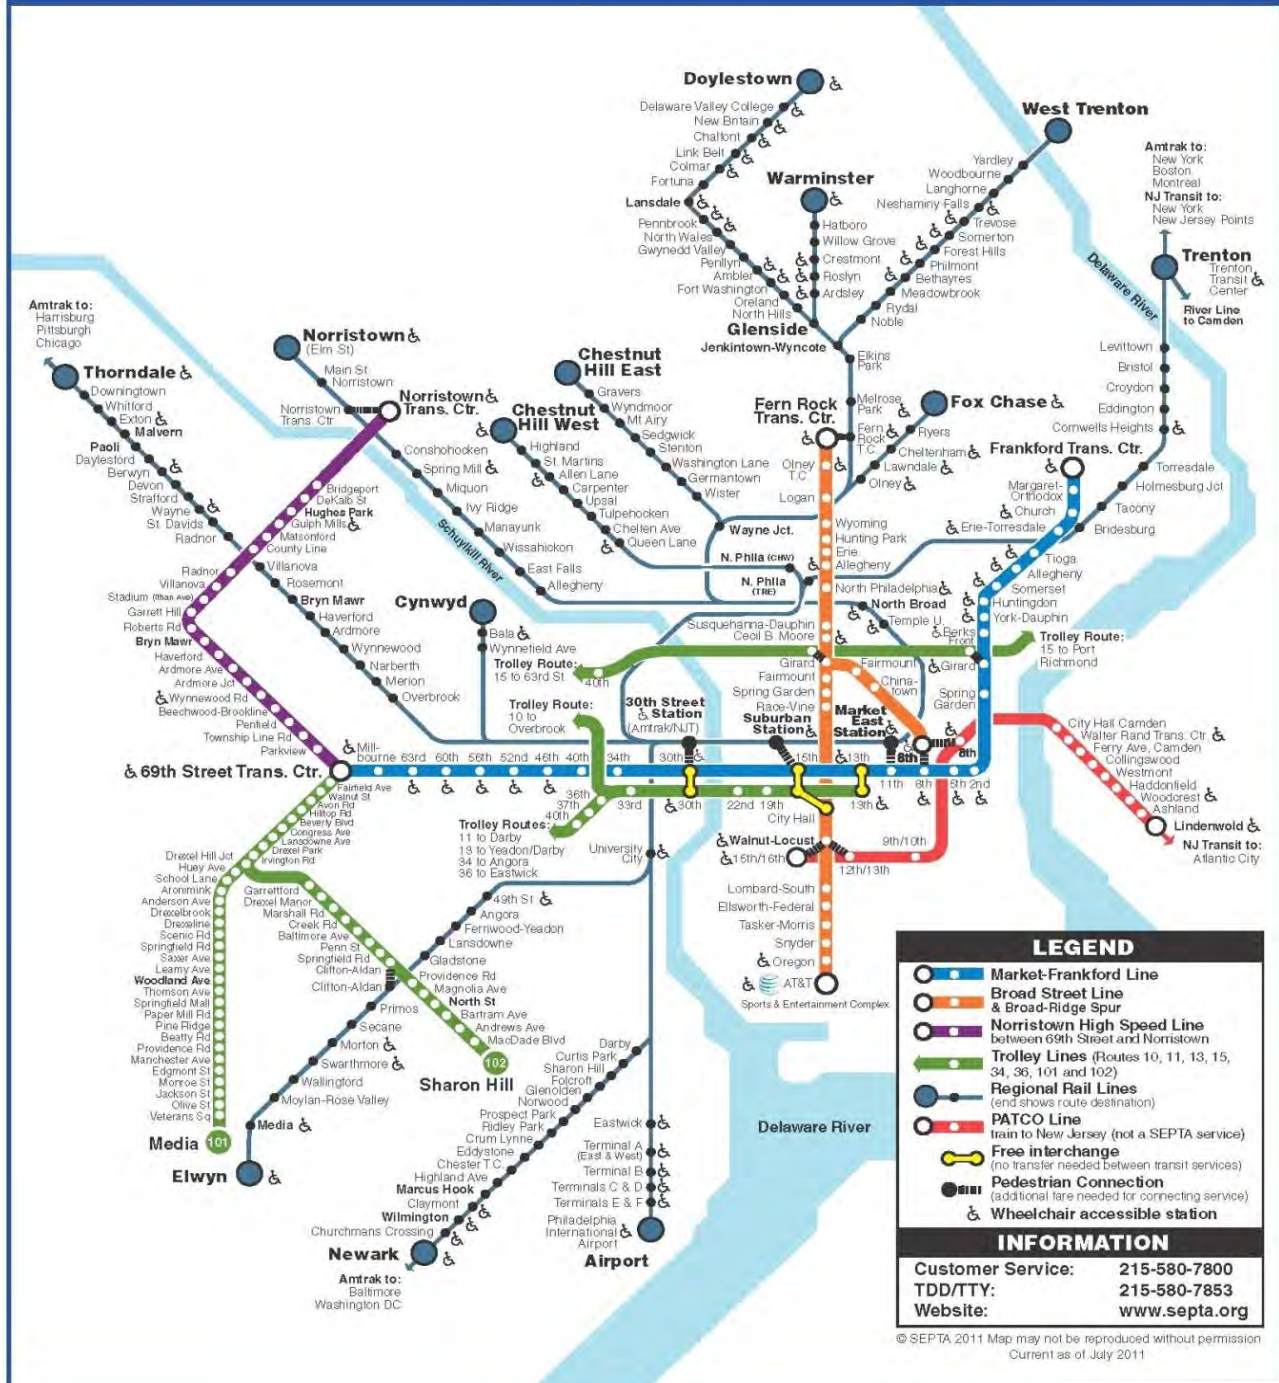 Doylestown
Delaware Valley College
New Britain
Chalfont
Link Belt
Colmar
Fortuna
Lansdale
Pennbrook
North Wales
Gwynedd Valley
Penllyn
Ambler
Fort Washington
Oreland
North Hills
Glenside
Jenkintown-Wyncote
Warminster
Hatboro
Willow Grove
Crestmont
Roslyn
Ardsley
West Trenton
Yardley
Woodbourne
Langhorne
Neshaminy Falls
Trevose
Somerton
Forest Hills
Philmont
Bethayres
Meadowbrook
Rydal
Noble
Elkins
Park
Melrose
Park
Fern
Rock
T.C.
Amtrak to:
New York
Boston
Montreal
NJ Transit to:
New York
New Jersey Points
Trenton
Trenton
Transit
Center
River Line
to Camden
Delaware River
Levittown
Bristol
Croydon
Eddington
Cornwells Heights
Torresdale
Holmesburg Jct
Tacony
Bridesburg
Amtrak to:
Harrisburg
Pittsburgh
Chicago
Thorndale
Downingtown
Whitford
Exton
Malvern
Paoli
Daylesford
Berwyn
Devon
Strafford
Wayne
St. Davids
Radnor
Villanova
Rosemont
Bryn Mawr
Haverford
Ardmore
Wynnewood
Narberth
Merion
Overbrook
Norristown
(Elm St)
Main St
Norristown
Norristown
Trans. Ctr
Norristown
Trans. Ctr.
Conshohocken
Spring Mill
Miquon
Ivy Ridge
Manayunk
Wissahickon
East Falls
Allegheny
Schuylkill River
Bridgeport
DeKalb St
Hughes Park
Gulph Mills
Matsonford
County Line
Radnor
Villanova
Stadium (Ithan Ave)
Garrett Hill
Roberts Rd
Bryn Mawr
Haverford
Ardmore Ave
Ardmore Jct
Wynnewood Rd
Beechwood-Brookline
Penfield
Township Line Rd
Parkview
69th Street Trans. Ctr.
Chestnut
Hill East
Gravers
Wyndmoor
Mt Airy
Sedgwick
Stenton
Washington Lane
Germantown
Wister
Wayne Jct.
Chestnut
Hill West
Highland
St. Martins
Allen Lane
Carpenter
Upsal
Tulpehocken
Chelten Ave
Queen Lane
N. Phila (CHW)
N. Phila
(TRE)
Fern Rock
Trans. Ctr.
Olney
T.C.
Logan
Wyoming
Hunting Park
Erie
Allegheny
North Philadelphia
Susquehanna-Dauphin
Cecil B. Moore
Girard
Fairmount
Spring Garden
Race-Vine
North Broad
Temple U.
Fairmount
China-
town
Fox Chase
Ryers
Cheltenham
Lawndale
Olney
Frankford Trans. Ctr.
Margaret-
Orthodox
Church
Erie-Torresdale
Tioga
Allegheny
Somerset
Huntingdon
York-Dauphin
Berks
Front
Girard
Spring
Garden
Trolley Route:
15 to Port
Richmond
Cynwyd
Bala
Wynnefield Ave
Trolley Route:
15 to 63rd St
40th
Trolley Route:
10 to
Overbrook
30th Street
Station
(Amtrak/NJT)
Suburban
Station
Market
East
Station
Mill-
bourne
63rd
60th
56th
52nd
46th
40th
34th
30th
15th
13th
11th
8th
8th
8th
5th
2nd
36th
37th
40th
33rd
30th
22nd
19th
13th
City Hall
Trolley Routes:
11 to Darby
13 to Yeadon/Darby
34 to Angora
36 to Eastwick
University
City
Walnut-Locust
15th/16th
12th/13th
9th/10th
Lombard-South
Ellsworth-Federal
Tasker-Morris
Snyder
Oregon
AT&T
Sports & Entertainment Complex
City Hall Camden
Walter Rand Trans. Ctr
Ferry Ave, Camden
Collingswood
Westmont
Haddonfield
Woodcrest
Ashland
Lindenwold
NJ Transit to:
Atlantic City
Fairfield Ave
Walnut St
Avon Rd
Hilltop Rd
Beverly Blvd
Congress Ave
Lansdowne Ave
Drexel Park
Irvington Rd
Drexel Hill Jct
Huey Ave
School Lane
Aronimink
Anderson Ave
Drexelbrook
Drexeline
Scenic Rd
Springfield Rd
Saxer Ave
Leamy Ave
Woodland Ave
Thomson Ave
Springfield Mall
Paper Mill Rd
Pine Ridge
Beatty Rd
Providence Rd
Manchester Ave
Edgmont St
Monroe St
Jackson St
Olive St
Veterans Sq
Media 101
Garrettford
Drexel Manor
Marshall Rd
Creek Rd
Baltimore Ave
Penn St
Springfield Rd
Clifton-Aldan
Clifton-Aldan
Providence Rd
Magnolia Ave
North St
Bartram Ave
Andrews Ave
MacDade Blvd
102
Sharon Hill
49th St
Angora
Fernwood-Yeadon
Lansdowne
Gladstone
Primos
Secane
Morton
Swarthmore
Wallingford
Moylan-Rose Valley
Media
Elwyn
Darby
Curtis Park
Sharon Hill
Folcroft
Glenolden
Norwood
Prospect Park
Ridley Park
Crum Lynne
Eddystone
Chester T.C.
Highland Ave
Marcus Hook
Claymont
Wilmington
Churchmans Crossing
Newark
Amtrak to:
Baltimore
Washington DC
Eastwick
Terminal A
(East & West)
Terminal B
Terminals C & D
Terminals E & F
Philadelphia
International
Airport
Airport
Delaware River
LEGEND
Market-Frankford Line
Broad Street Line
& Broad-Ridge Spur
Norristown High Speed Line
between 69th Street and Norristown
Trolley Lines (Routes 10, 11, 13, 15,
34, 36, 101 and 102)
Regional Rail Lines
(end shows route destination)
PATCO Line
train to New Jersey (not a SEPTA service)
Free interchange
(no transfer needed between transit services)
Pedestrian Connection
(additional fare needed for connecting service)
Wheelchair accessible station
INFORMATION
Customer Service: 215-580-7800
TDD/TTY: 215-580-7853
Website: www.septa.org
© SEPTA 2011 Map may not be reproduced without permission
Current as of July 2011